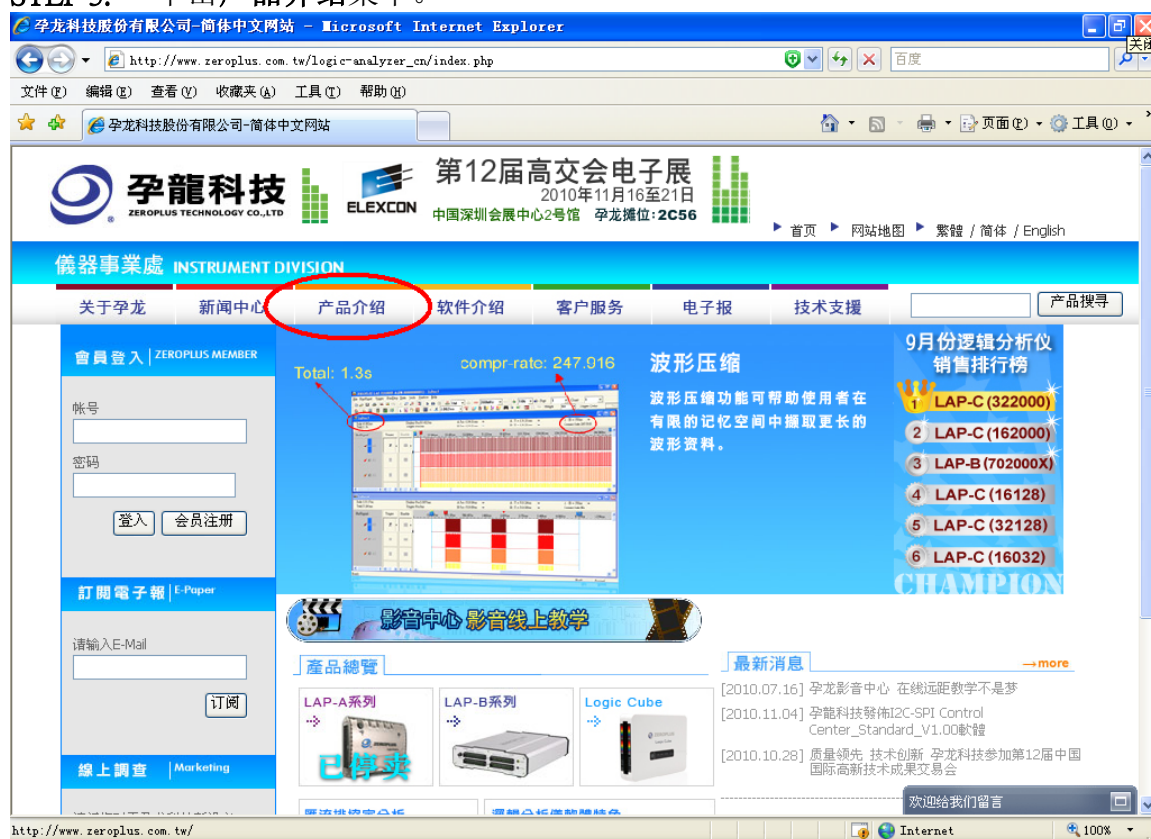 孕龙科技股份有限公司-简体中文网站 - Microsoft Internet Explorer
关闭
http://www.zeroplus.com.tw/logic-analyzer_cn/index.php
百度
文件(F) 编辑(E) 查看(V) 收藏夹(A) 工具(T) 帮助(H)
孕龙科技股份有限公司-简体中文网站
页面(P) 工具(O)
孕龍科技
ZEROPLUS TECHNOLOGY CO.,LTD
ELEXCON
第12届高交会电子展
2010年11月16至21日
中国深圳会展中心2号馆 孕龙摊位:2C56
首页 网站地图 繁體 / 简体 / English
儀器事業處 INSTRUMENT DIVISION
关于孕龙 新闻中心 产品介绍 软件介绍 客户服务 电子报 技术支援 产品搜寻
會員登入 ZEROPLUS MEMBER
帐号
密码
登入 会员注册
訂閱電子報 E-Paper
请输入E-Mail
订阅
線上調查 Marketing
Total: 1.3s
compr-rate: 247.916
波形压缩
波形压缩功能可帮助使用者在
有限的记忆空间中撷取更长的
波形资料。
9月份逻辑分析仪
销售排行榜
1 LAP-C (322000)
2 LAP-C (162000)
3 LAP-B (702000X)
4 LAP-C (16128)
5 LAP-C (32128)
6 LAP-C (16032)
CHAMPION
影音中心 影音线上教学
產品總覽
LAP-A系列
已停卖
LAP-B系列
Logic Cube
最新消息
→more
[2010.07.16] 孕龙影音中心 在线远距教学不是梦
[2010.11.04] 孕龍科技發佈I2C-SPI Control
Center_Standard_V1.00軟體
[2010.10.28] 质量领先 技术创新 孕龙科技参加第12届中国
国际高新技术成果交易会
欢迎给我们留言
http://www.zeroplus.com.tw/
Internet
100%